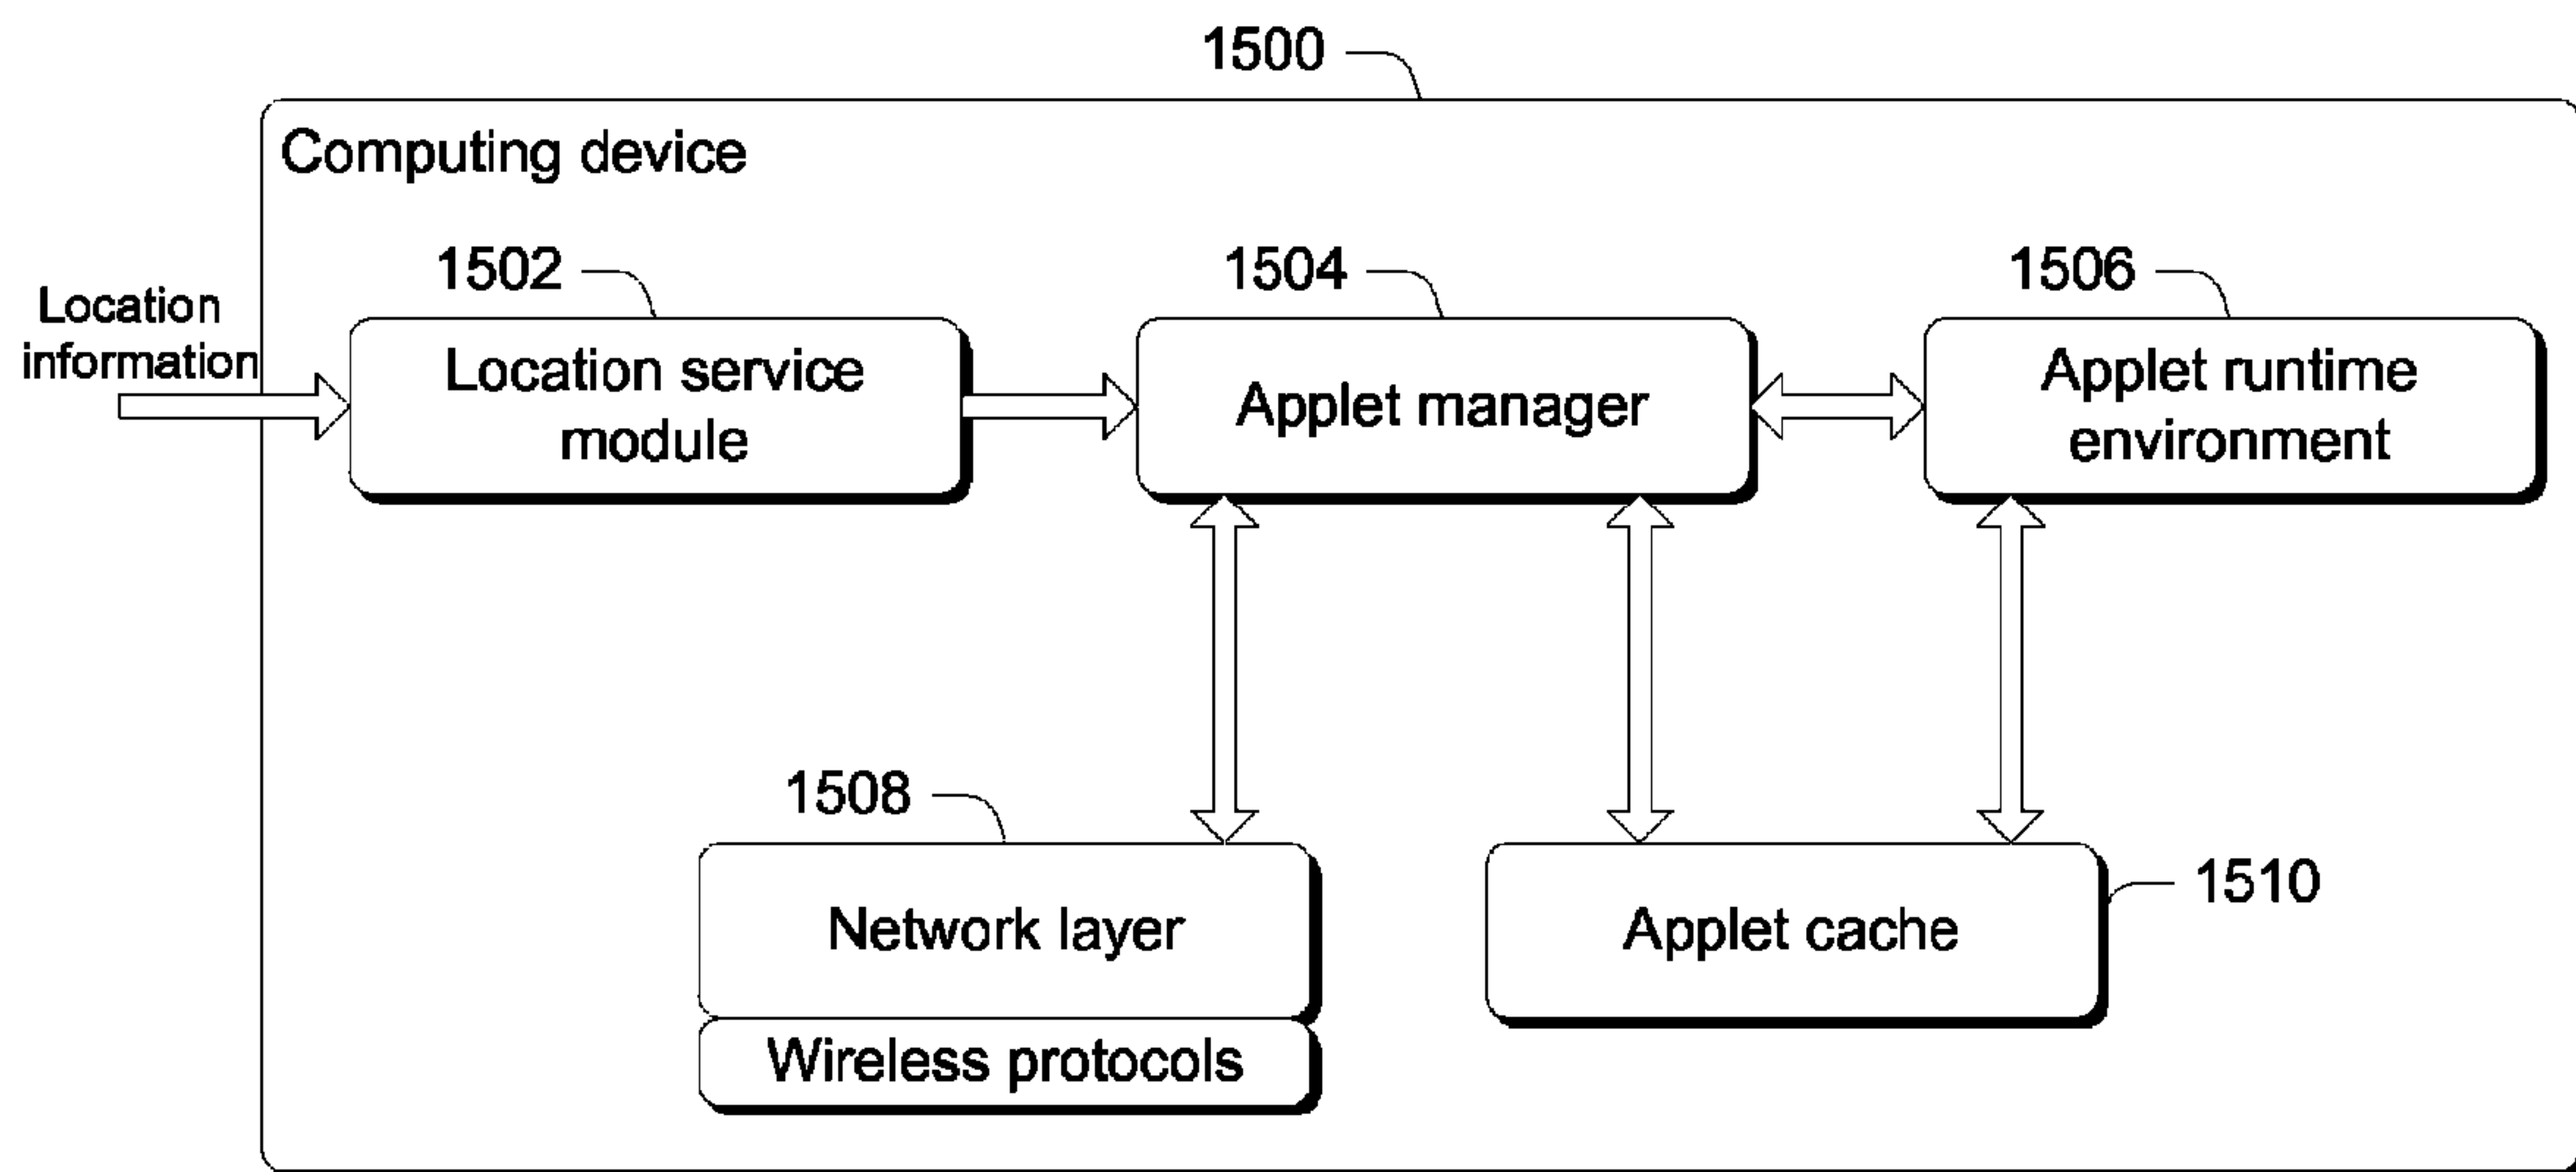 1500
Computing device
1502
1504
1506
Location
information
Location service
module
Applet manager
Applet runtime
environment
1508
1510
Network layer
Applet cache
Wireless protocols